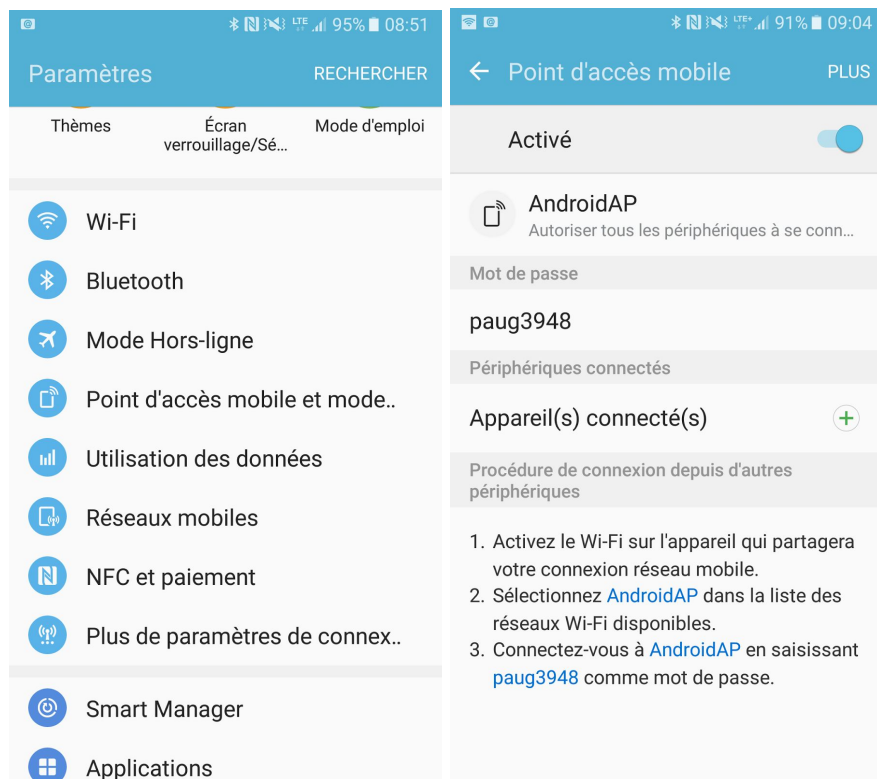 LTE 95% 08:51
Paramètres RECHERCHER
Thèmes
Écran
verrouillage/Sé...
Mode d'emploi
Wi-Fi
Bluetooth
Mode Hors-ligne
Point d'accès mobile et mode..
Utilisation des données
Réseaux mobiles
NFC et paiement
Plus de paramètres de connex..
Smart Manager
Applications
LTE+ 91% 09:04
Point d'accès mobile PLUS
Activé
AndroidAP
Autoriser tous les périphériques à se conn...
Mot de passe
paug3948
Périphériques connectés
Appareil(s) connecté(s)
Procédure de connexion depuis d'autres
périphériques
1. Activez le Wi-Fi sur l'appareil qui partagera
votre connexion réseau mobile.
2. Sélectionnez AndroidAP dans la liste des
réseaux Wi-Fi disponibles.
3. Connectez-vous à AndroidAP en saisissant
paug3948 comme mot de passe.